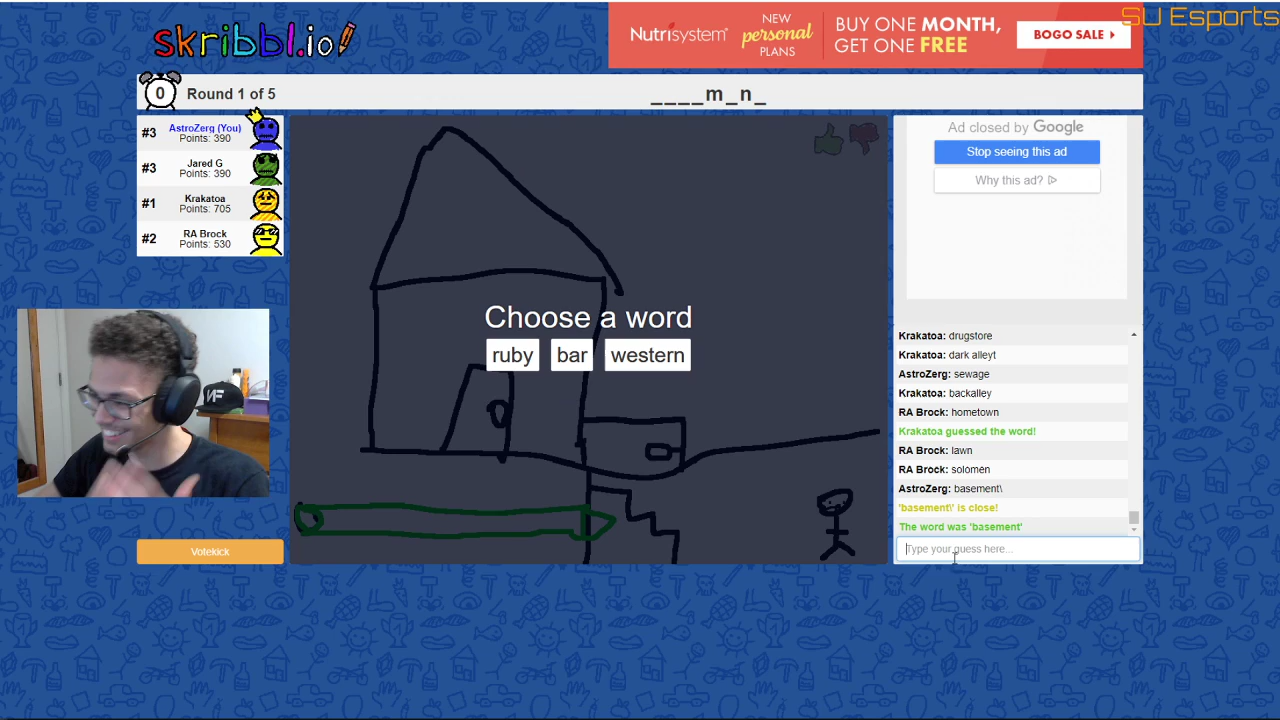 SU Esports
skribbl.io
Nutrisystem®
NEW
personal
PLANS
BUY ONE MONTH,
GET ONE FREE
BOGO SALE
0
Round 1 of 5
____m_n_
#3
AstroZerg (You)
Points: 390
#3
Jared G
Points: 390
#1
Krakatoa
Points: 705
#2
RA Brock
Points: 530
Votekick
Choose a word
ruby
bar
western
Ad closed by Google
Stop seeing this ad
Why this ad?
Krakatoa: drugstore
Krakatoa: dark alleyt
AstroZerg: sewage
Krakatoa: backalley
RA Brock: hometown
Krakatoa guessed the word!
RA Brock: lawn
RA Brock: solomen
AstroZerg: basement\
'basement\' is close!
The word was 'basement'
Type your guess here...
NF